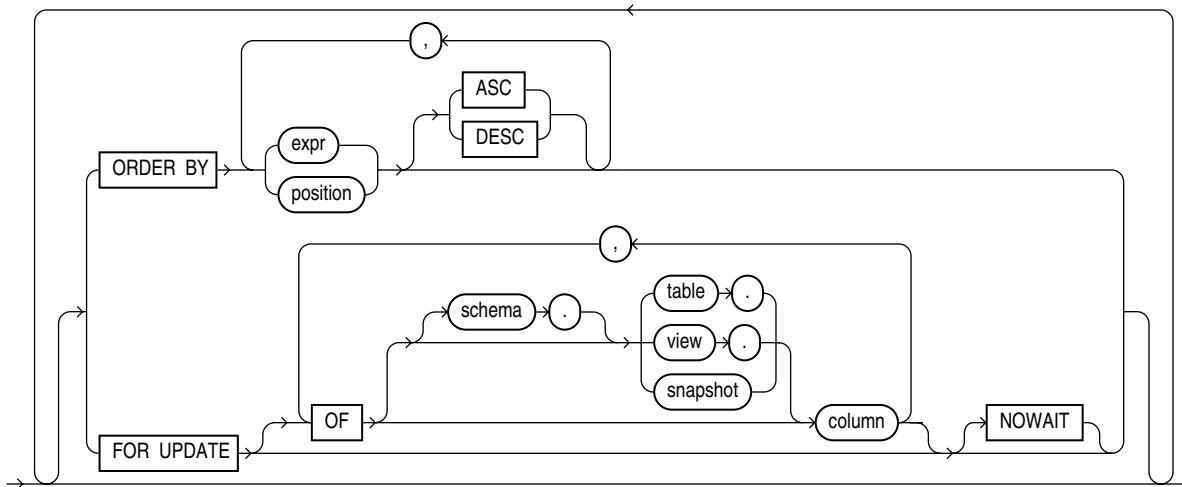 ,
ASC
DESC
expr
ORDER BY
position
,
table .
schema .
view .
snapshot
OF
column
NOWAIT
FOR UPDATE